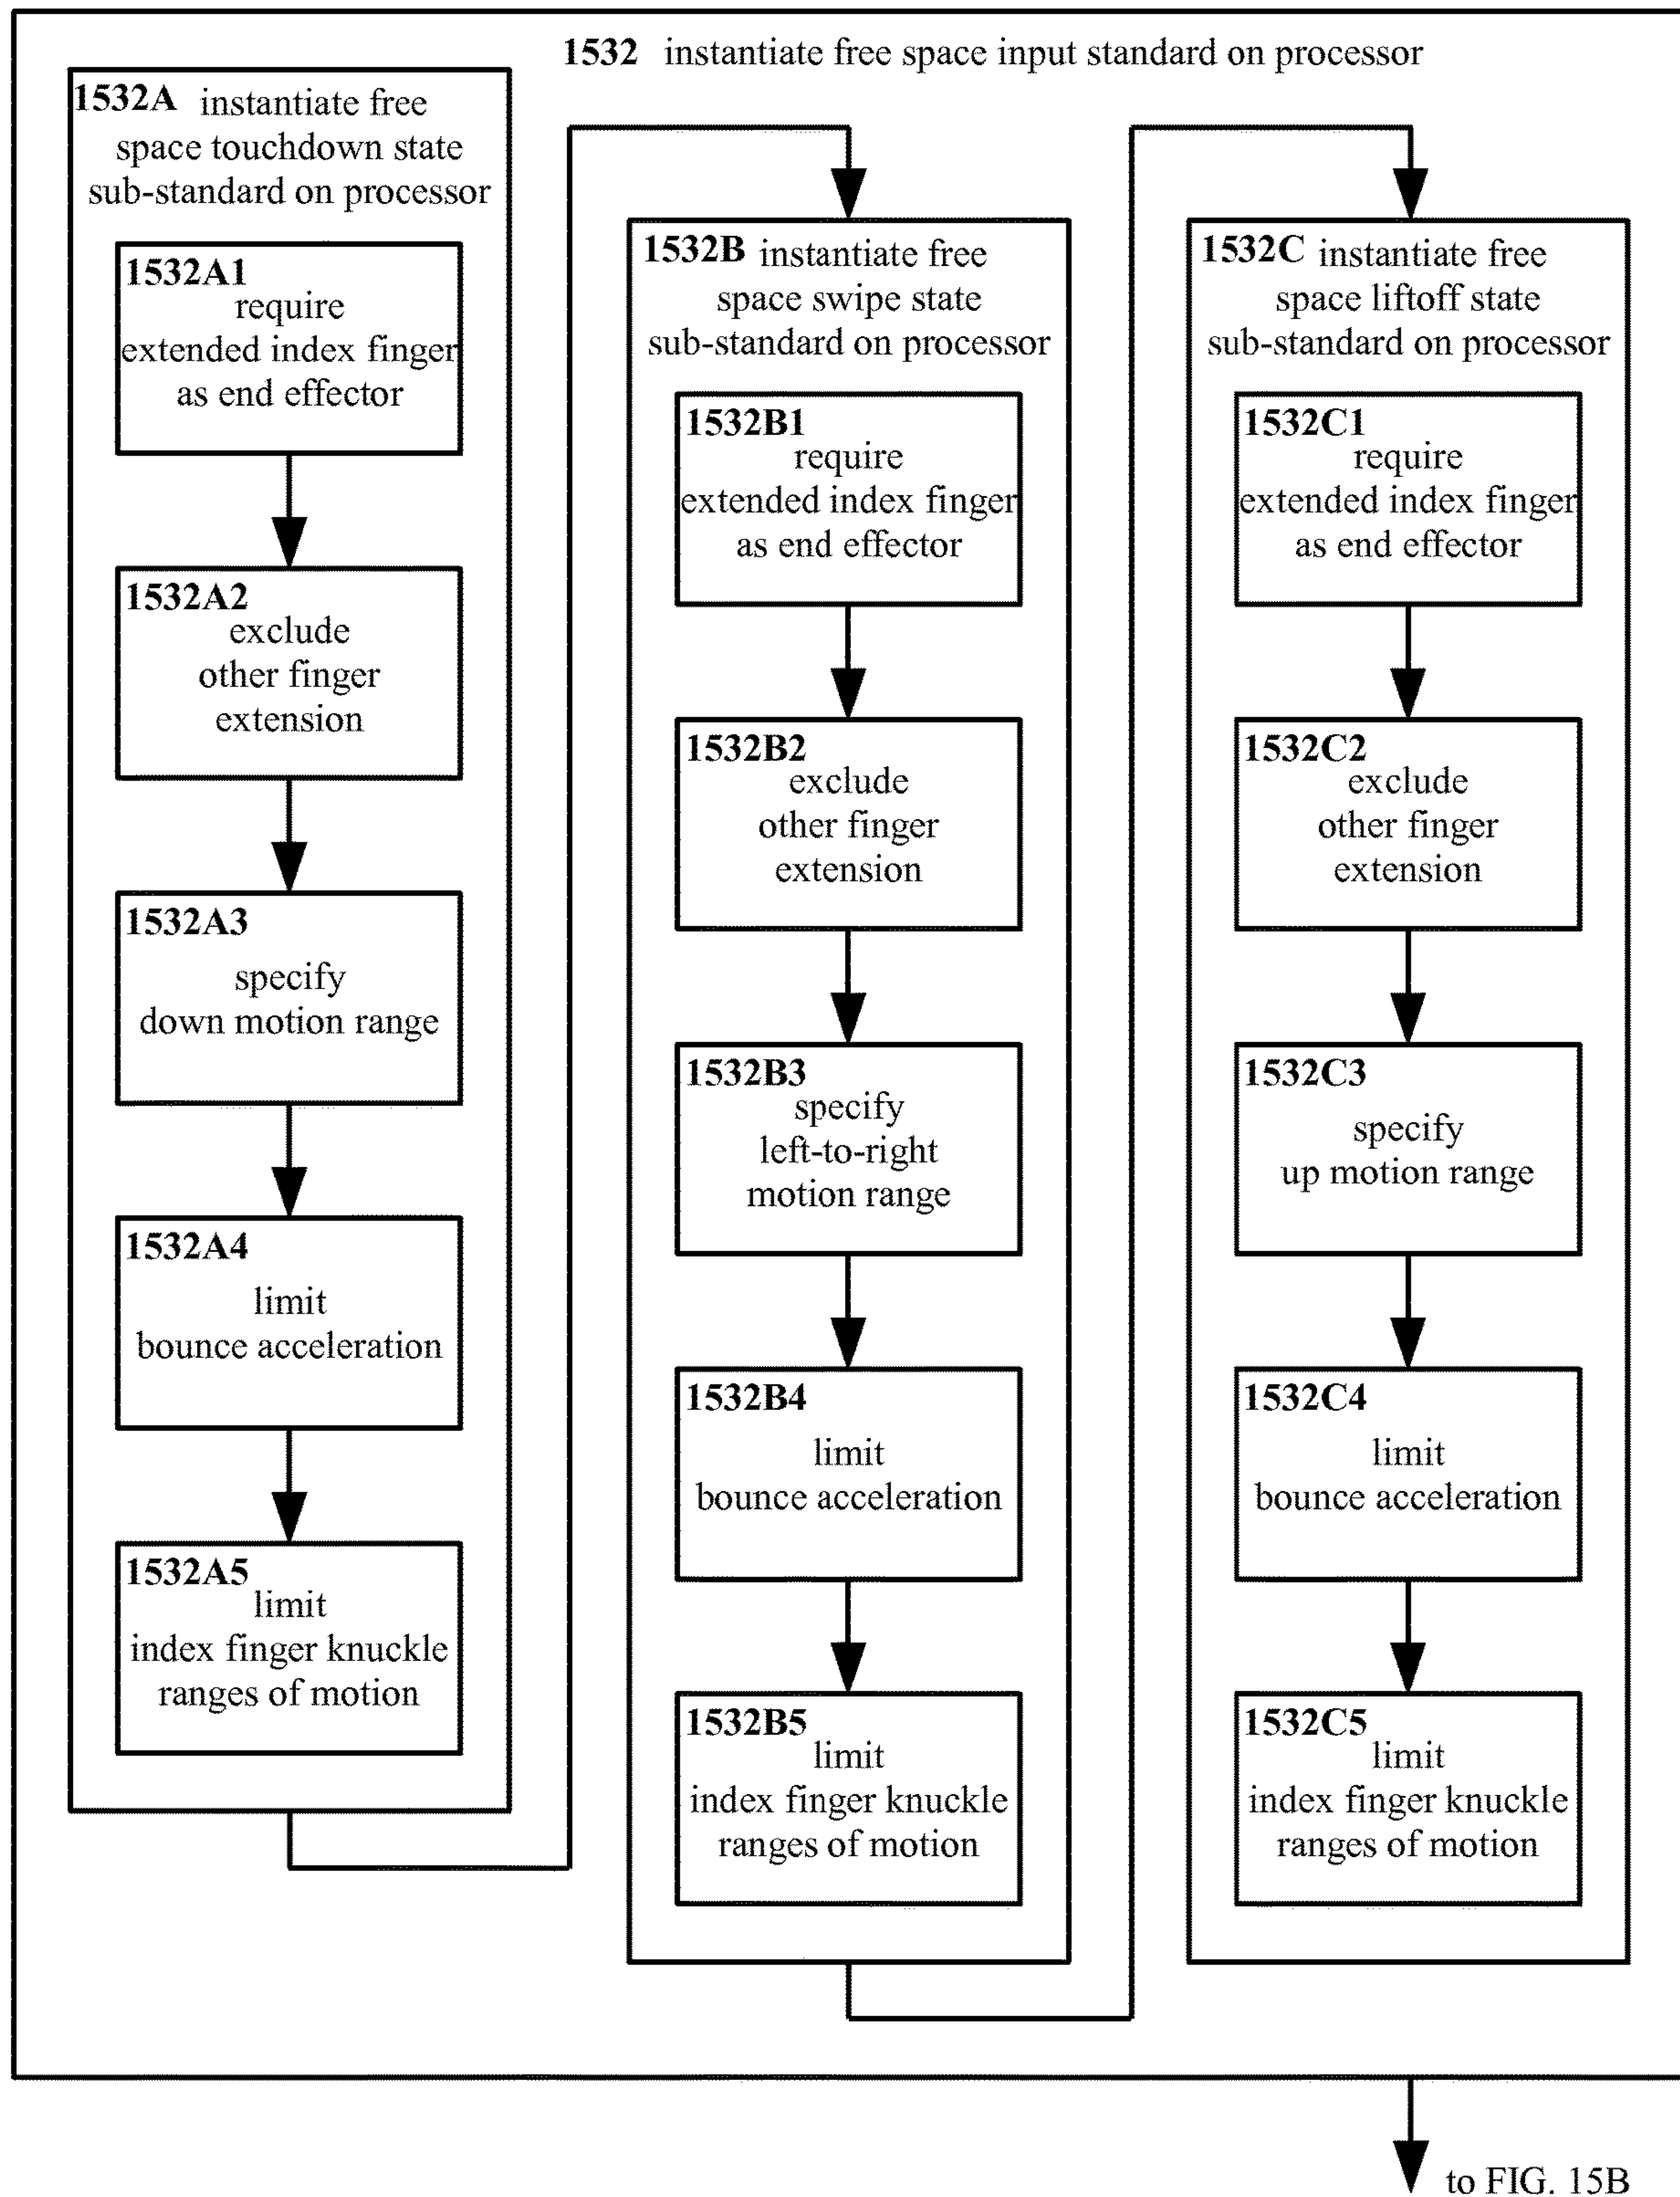 1532 instantiate free space input standard on processor
1532A instantiate free
space touchdown state
sub-standard on processor
1532A1
require
extended index finger
as end effector
1532A2
exclude
other finger
extension
1532A3
specify
down motion range
1532A4
limit
bounce acceleration
1532A5
limit
index finger knuckle
ranges of motion
1532B instantiate free
space swipe state
sub-standard on processor
1532B1
require
extended index finger
as end effector
1532B2
exclude
other finger
extension
1532B3
specify
left-to-right
motion range
1532B4
limit
bounce acceleration
1532B5
limit
index finger knuckle
ranges of motion
1532C instantiate free
space liftoff state
sub-standard on processor
1532C1
require
extended index finger
as end effector
1532C2
exclude
other finger
extension
1532C3
specify
up motion range
1532C4
limit
bounce acceleration
1532C5
limit
index finger knuckle
ranges of motion
to FIG. 15B